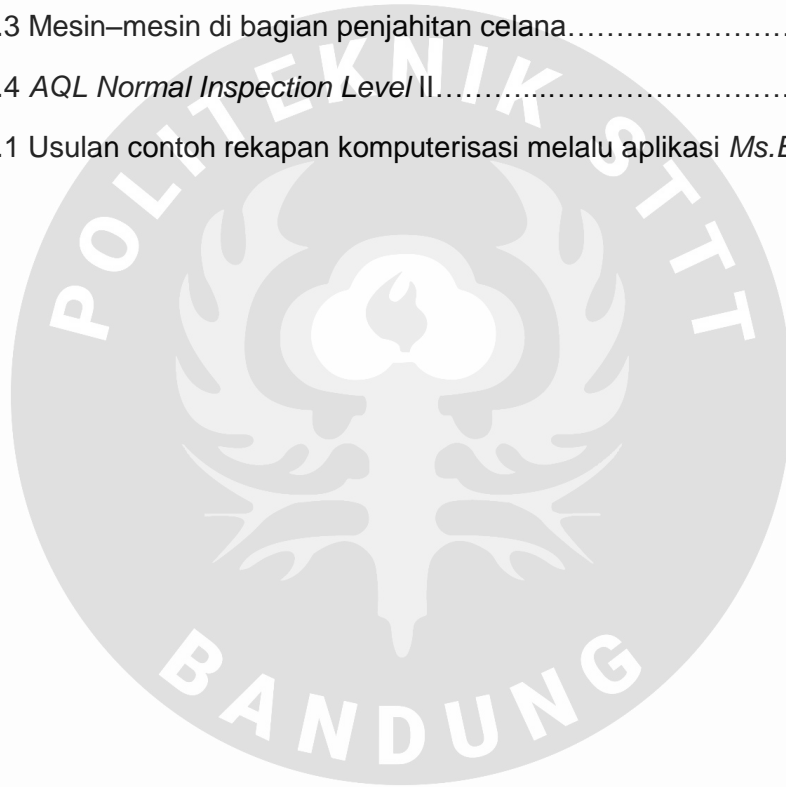 .3 Mesin–mesin di bagian penjahitan celana……………………
.4 AQL Normal Inspection Level II………..…………………………
.1 Usulan contoh rekapan komputerisasi melalu aplikasi Ms.E
POLITEKNIK STTT
BANDUNG